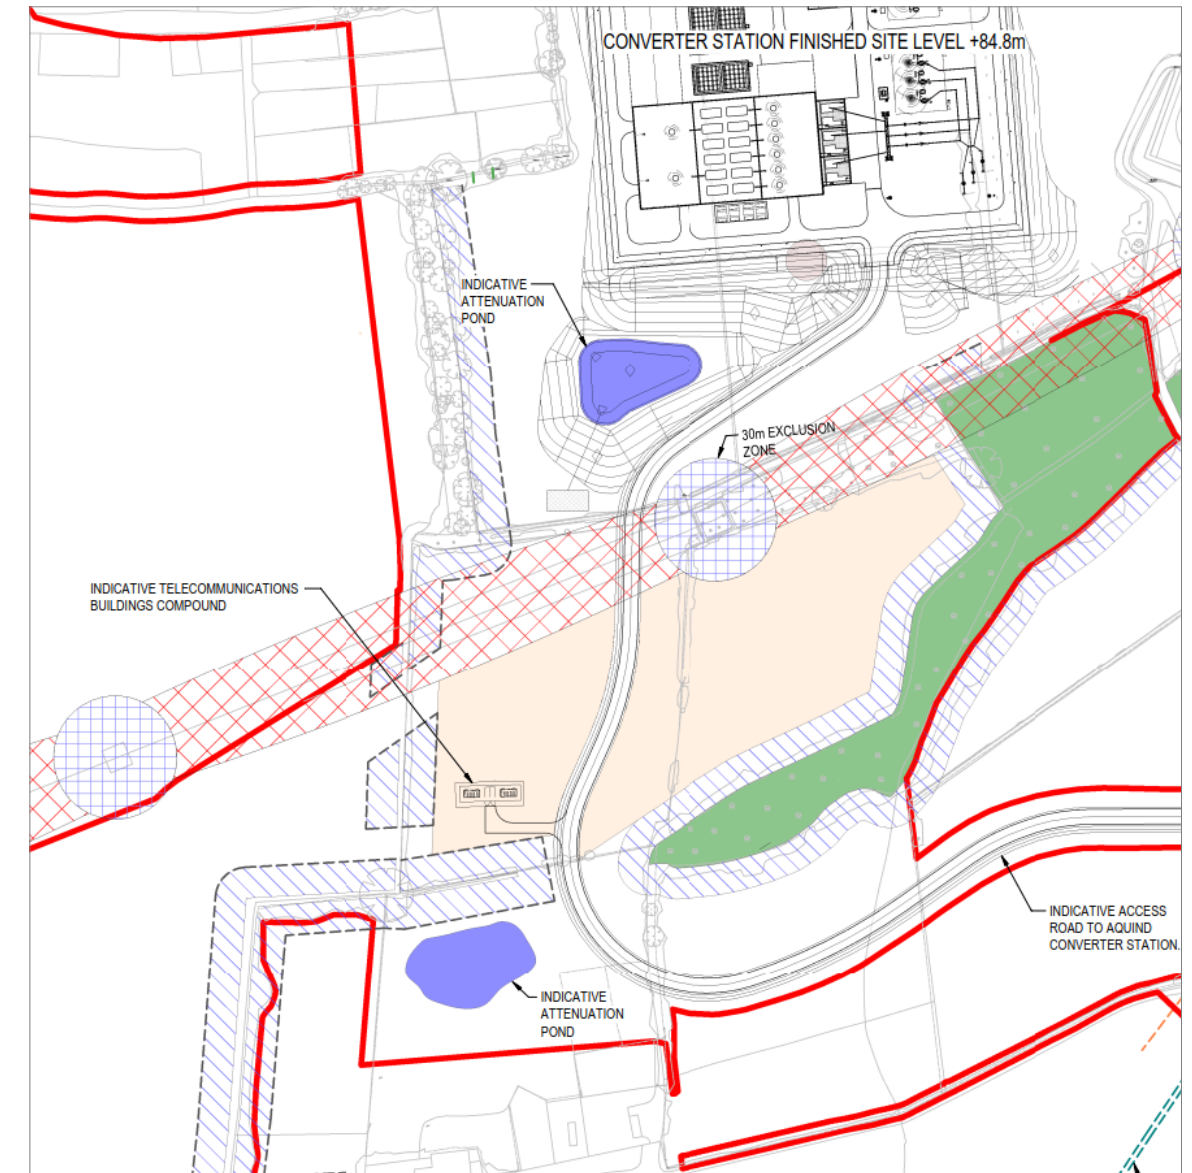 CONVERTER STATION FINISHED SITE LEVEL +84.8m
INDICATIVE
ATTENUATION
POND
30m EXCLUSION
ZONE
INDICATIVE TELECOMMUNICATIONS
BUILDINGS COMPOUND
INDICATIVE ACCESS
ROAD TO AQUIND
CONVERTER STATION.
INDICATIVE
ATTENUATION
POND